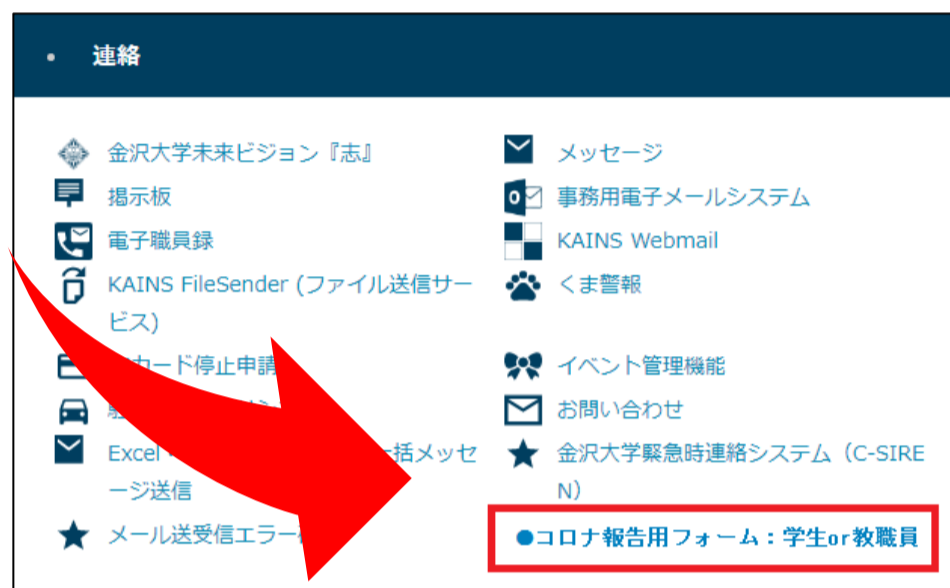 連絡
金沢大学未来ビジョン『志』
メッセージ
掲示板
事務用電子メールシステム
電子職員録
KAINS Webmail
KAINS FileSender (ファイル送信サー
ビス)
くま警報
カード停止申請
イベント管理機能
お問い合わせ
Excel
括メッセ
ージ送信
金沢大学緊急時連絡システム（C-SIRE
N）
メール送受信エラー
●コロナ報告用フォーム：学生or教職員